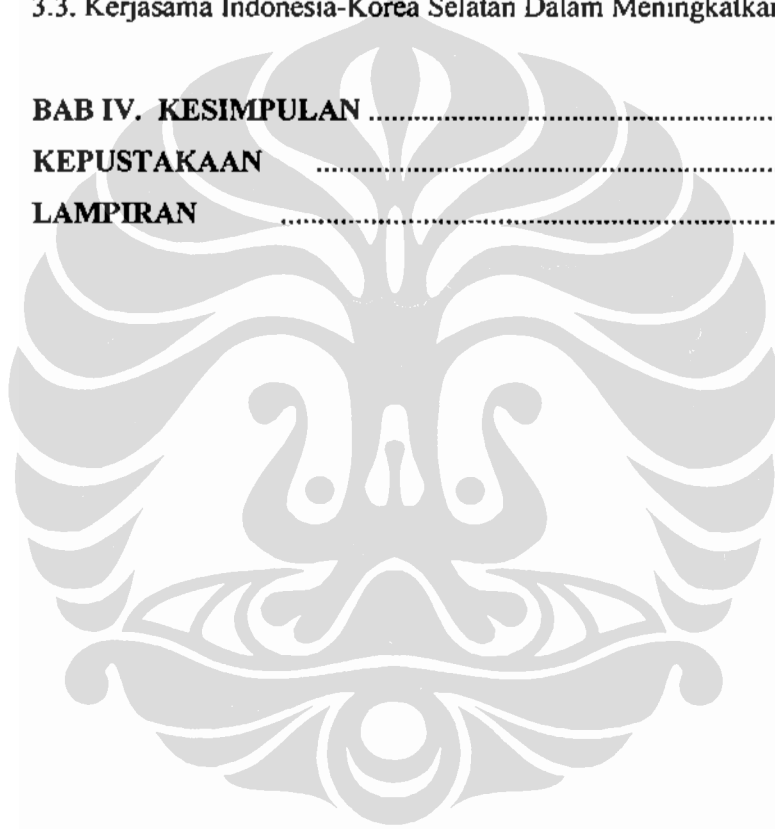 3.3. Kerjasama Indonesia-Korea Selatan Dalam Meningkatkan
BAB IV. KESIMPULAN ........................................................
KEPUSTAKAAN ................................................................
LAMPIRAN .....................................................................